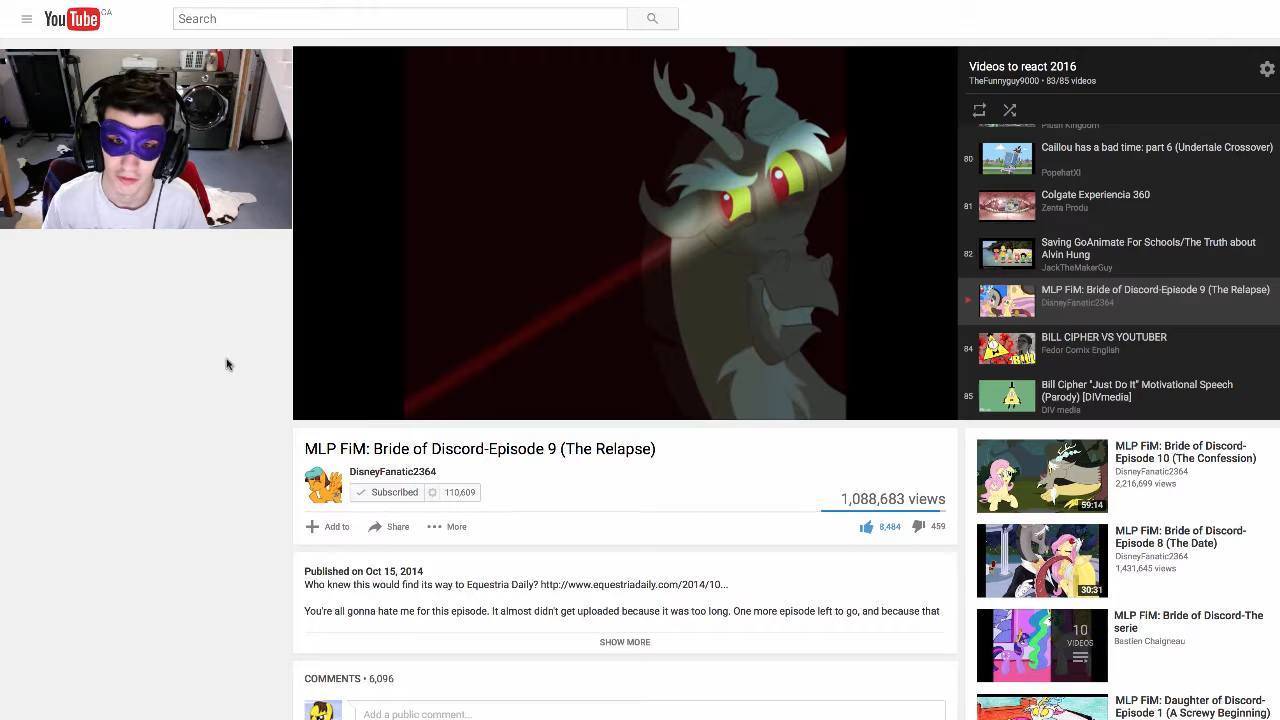 YouTube CA
Search
Videos to react 2016
TheFunnyguy9000 • 83/85 videos
Plush Kingdom
80
Caillou has a bad time: part 6 (Undertale Crossover)
PopehatXI
81
Colgate Experiencia 360
Zenta Produ
82
Saving GoAnimate For Schools/The Truth about
Alvin Hung
JackTheMakerGuy
MLP FiM: Bride of Discord-Episode 9 (The Relapse)
DisneyFanatic2364
84
BILL CIPHER VS YOUTUBER
Fedor Comix English
85
Bill Cipher "Just Do It" Motivational Speech
(Parody) [DIVmedia]
DIV media
MLP FiM: Bride of Discord-Episode 9 (The Relapse)
DisneyFanatic2364
Subscribed 110,609
1,088,683 views
Add to Share More 8,484 459
Published on Oct 15, 2014
Who knew this would find its way to Equestria Daily? http://www.equestriadaily.com/2014/10...
You're all gonna hate me for this episode. It almost didn't get uploaded because it was too long. One more episode left to go, and because that
SHOW MORE
COMMENTS • 6,096
Add a public comment...
MLP FiM: Bride of Discord-
Episode 10 (The Confession)
DisneyFanatic2364
2,216,699 views
59:14
MLP FiM: Bride of Discord-
Episode 8 (The Date)
DisneyFanatic2364
1,431,645 views
30:31
MLP FiM: Bride of Discord-The
serie
Bastien Chaigneau
10
VIDEOS
MLP FiM: Daughter of Discord-
Episode 1 (A Screwy Beginning)